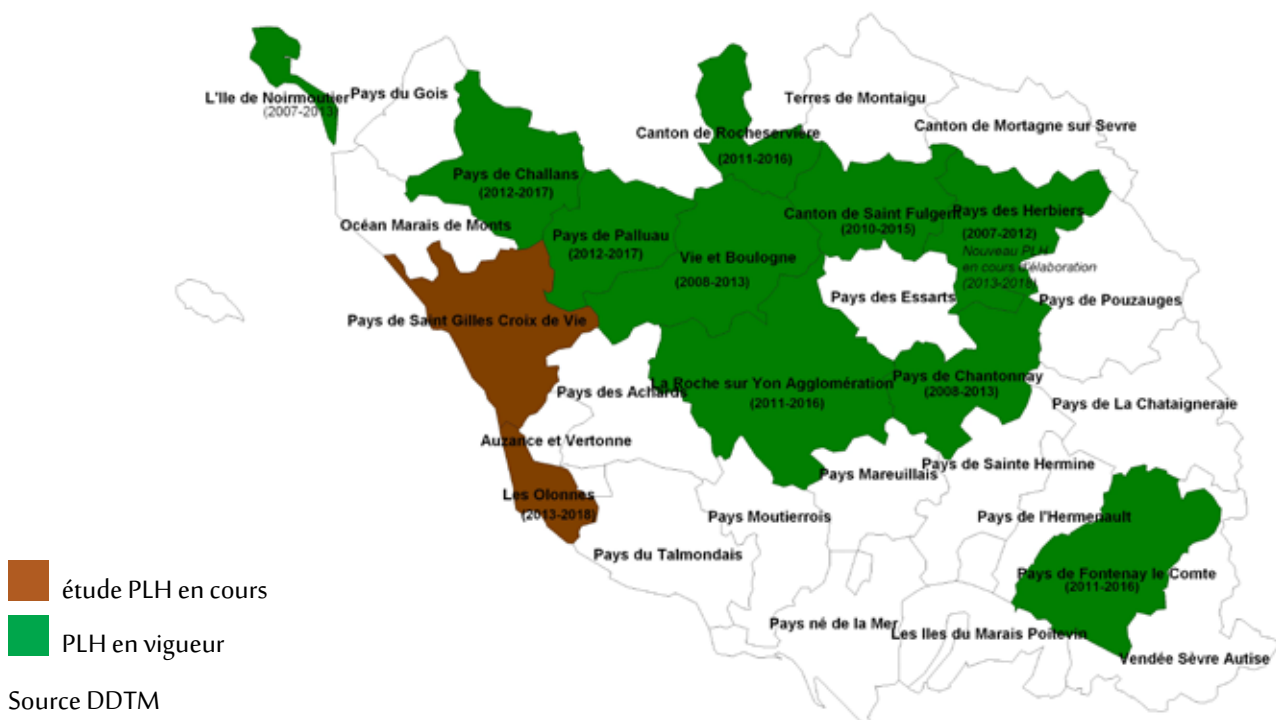 L'Ile de Noirmoutier
(2007-2013)
Pays du Gois
Terres de Montaigu
Canton de Mortagne sur Sevre
Canton de Rocheservière
(2011-2016)
Pays de Challans
(2012-2017)
Océan Marais de Monts
Pays de Palluau
(2012-2017)
Vie et Boulogne
(2008-2013)
Canton de Saint Fulgent
(2010-2015)
Pays des Herbiers
(2007-2012)
Nouveau PLH
en cours d'élaboration
(2013-2018)
Pays des Essarts
Pays de Pouzauges
Pays de Saint Gilles Croix de Vie
Pays des Achards
La Roche sur Yon Agglomération
(2011-2016)
Pays de Chantonnay
(2008-2013)
Pays de La Chataigneraie
Auzance et Vertonne
Les Olonnes
(2013-2018)
Pays Mareuillais
Pays de Sainte Hermine
Pays Moutierrois
Pays de l'Hermenault
Pays du Talmondais
Pays de Fontenay le Comte
(2011-2016)
Pays né de la Mer
Les Iles du Marais Poitevin
Vendée Sèvre Autise
étude PLH en cours
PLH en vigueur
Source DDTM